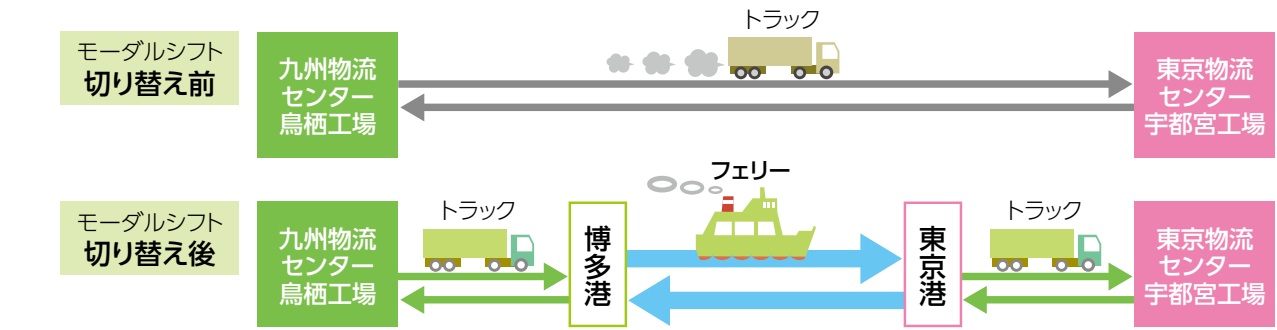 トラック
モーダルシフト
切り替え前
九州物流
センター
鳥栖工場
東京物流
センター
宇都宮工場
フェリー
モーダルシフト
切り替え後
九州物流
センター
鳥栖工場
トラック
博多港
東京港
トラック
東京物流
センター
宇都宮工場